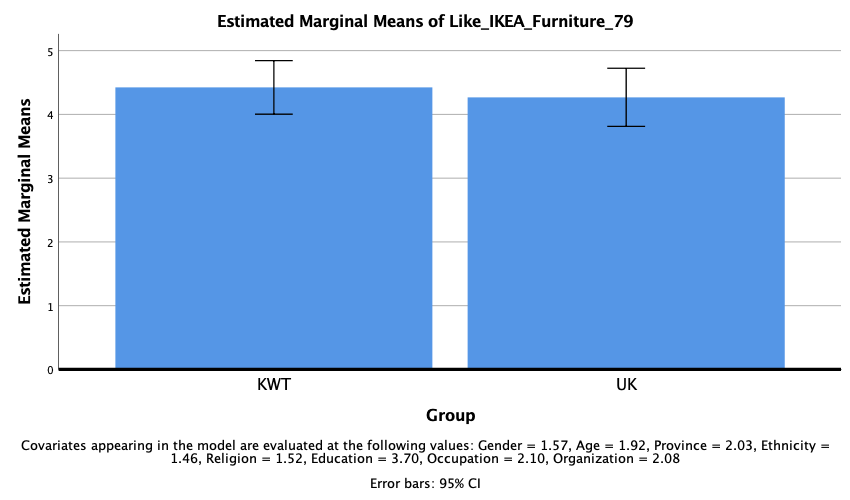 Estimated Marginal Means of Like_IKEA_Furniture_79
Estimated Marginal Means
5
4
3
2
1
0
KWT UK
Group
Covariates appearing in the model are evaluated at the following values: Gender = 1.57, Age = 1.92, Province = 2.03, Ethnicity =
1.46, Religion = 1.52, Education = 3.70, Occupation = 2.10, Organization = 2.08
Error bars: 95% CI